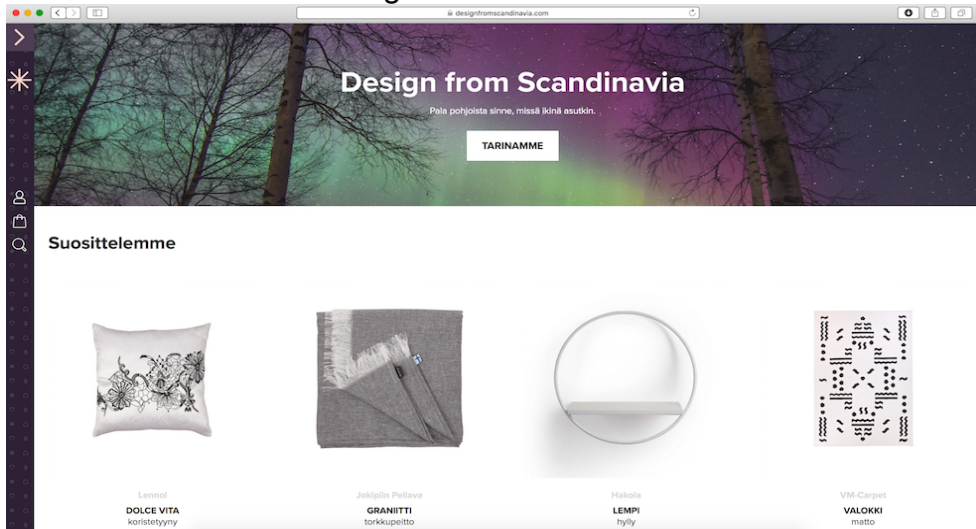 designfromscandinavia.com
Design from Scandinavia
Pala pohjoista sinne, missä ikinä asutkin.
TARINAMME
Suosittelemme
Lennol
DOLCE VITA
koristetyyny
Jokipiin Pellava
GRANIITTI
torkkupeitto
Hakola
LEMPI
hylly
VM-Carpet
VALOKKI
matto